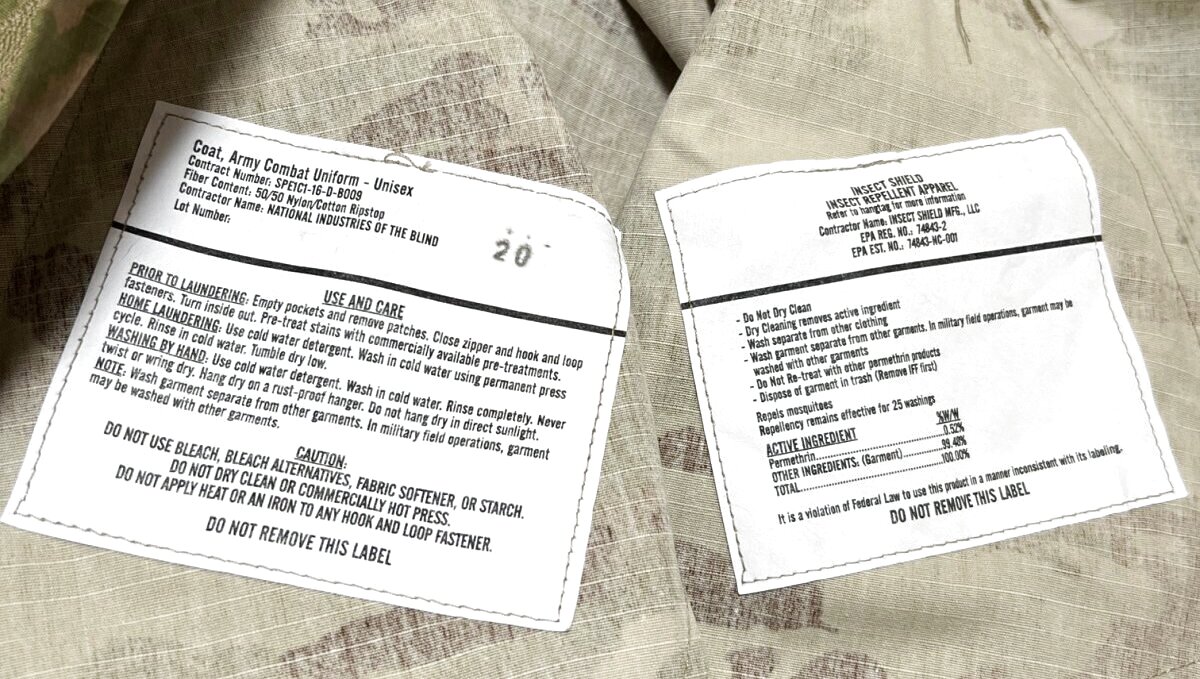 Coat, Army Combat Uniform - Unisex
Contract Number: SPE1C1-16-D-B009
Fiber Content: 50/50 Nylon/Cotton Ripstop
Contractor Name: NATIONAL INDUSTRIES OF THE BLIND
Lot Number:
20
USE AND CARE
PRIOR TO LAUNDERING: Empty pockets and remove patches. Close zipper and hook and loop
fasteners. Turn inside out. Pre-treat stains with commercially available pre-treatments.
HOME LAUNDERING: Use cold water detergent. Wash in cold water using permanent press
cycle. Rinse in cold water. Tumble dry low.
WASHING BY HAND: Use cold water detergent. Wash in cold water. Rinse completely. Never
twist or wring dry. Hang dry on a rust-proof hanger. Do not hang dry in direct sunlight.
NOTE: Wash garment separate from other garments. In military field operations, garment
may be washed with other garments.
CAUTION:
DO NOT USE BLEACH, BLEACH ALTERNATIVES, FABRIC SOFTENER, OR STARCH.
DO NOT DRY CLEAN OR COMMERCIALLY HOT PRESS.
DO NOT APPLY HEAT OR AN IRON TO ANY HOOK AND LOOP FASTENER.
DO NOT REMOVE THIS LABEL
INSECT SHIELD
INSECT REPELLENT APPAREL
Refer to hangtag for more information
Contractor Name: INSECT SHIELD MFG., LLC
EPA REG. NO.: 74843-2
EPA EST. NO.: 74843-NC-001
- Do Not Dry Clean
- Dry Cleaning removes active ingredient
- Wash separate from other clothing
- Wash garment separate from other garments. In military field operations, garment may be
washed with other garments
- Do Not Re-treat with other permethrin products
- Dispose of garment in trash (Remove IFF first)
Repels mosquitoes
Repellency remains effective for 25 washings
%W/W
ACTIVE INGREDIENT
Permethrin 0.52%
OTHER INGREDIENTS: (Garment) 99.48%
TOTAL 100.00%
It is a violation of Federal Law to use this product in a manner inconsistent with its labeling.
DO NOT REMOVE THIS LABEL